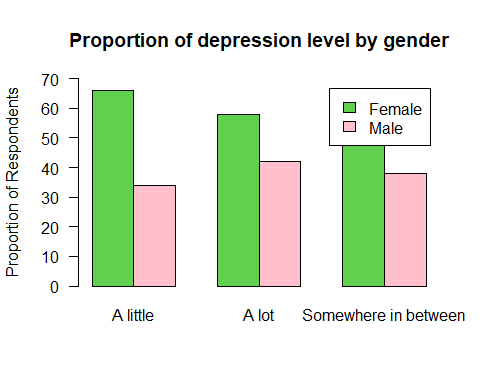 Proportion of depression level by gender
Proportion of Respondents
70
60
50
40
30
20
10
0
Female
Male
A little
A lot
Somewhere in between